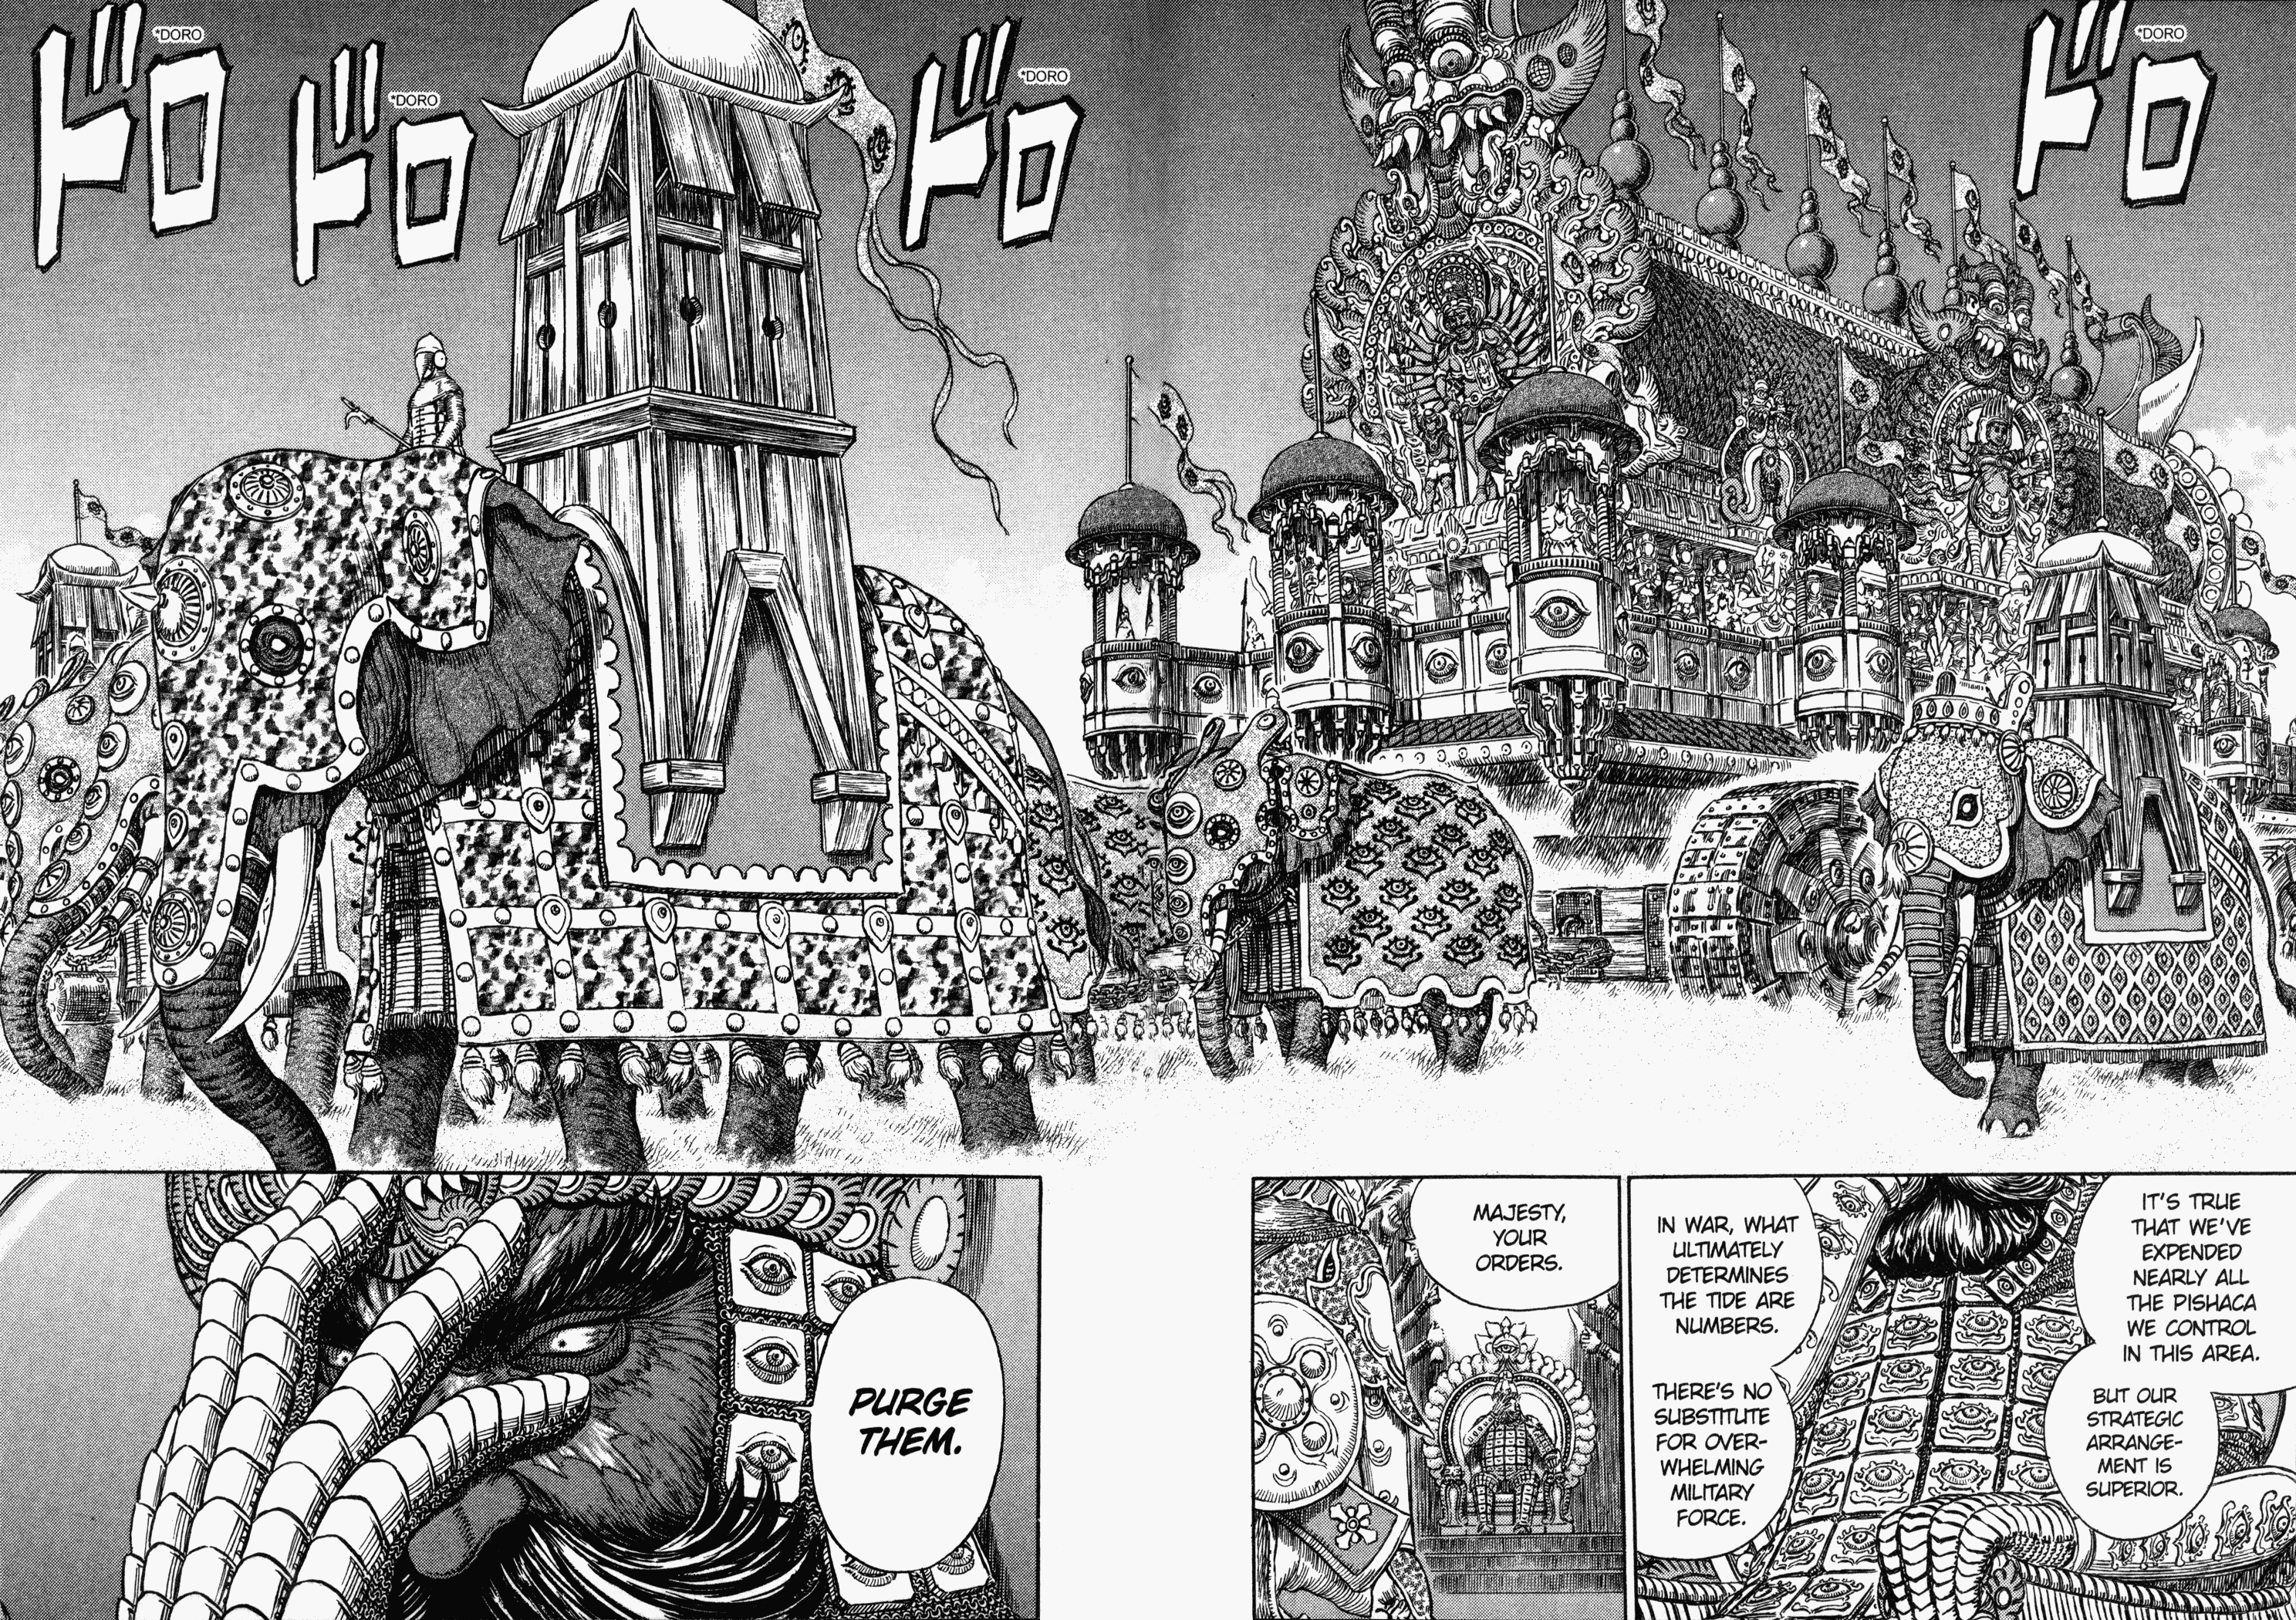 ドロ
*DORO
ドロ
*DORO
ドロ
*DORO
ドロ
*DORO
IT'S TRUE
THAT WE'VE
EXPENDED
NEARLY ALL
THE PISHACA
WE CONTROL
IN THIS AREA.
BUT OUR
STRATEGIC
ARRANGE-
MENT IS
SUPERIOR.
IN WAR, WHAT
ULTIMATELY
DETERMINES
THE TIDE ARE
NUMBERS.
THERE'S NO
SUBSTITUTE
FOR OVER-
WHELMING
MILITARY
FORCE.
MAJESTY,
YOUR
ORDERS.
PURGE
THEM.